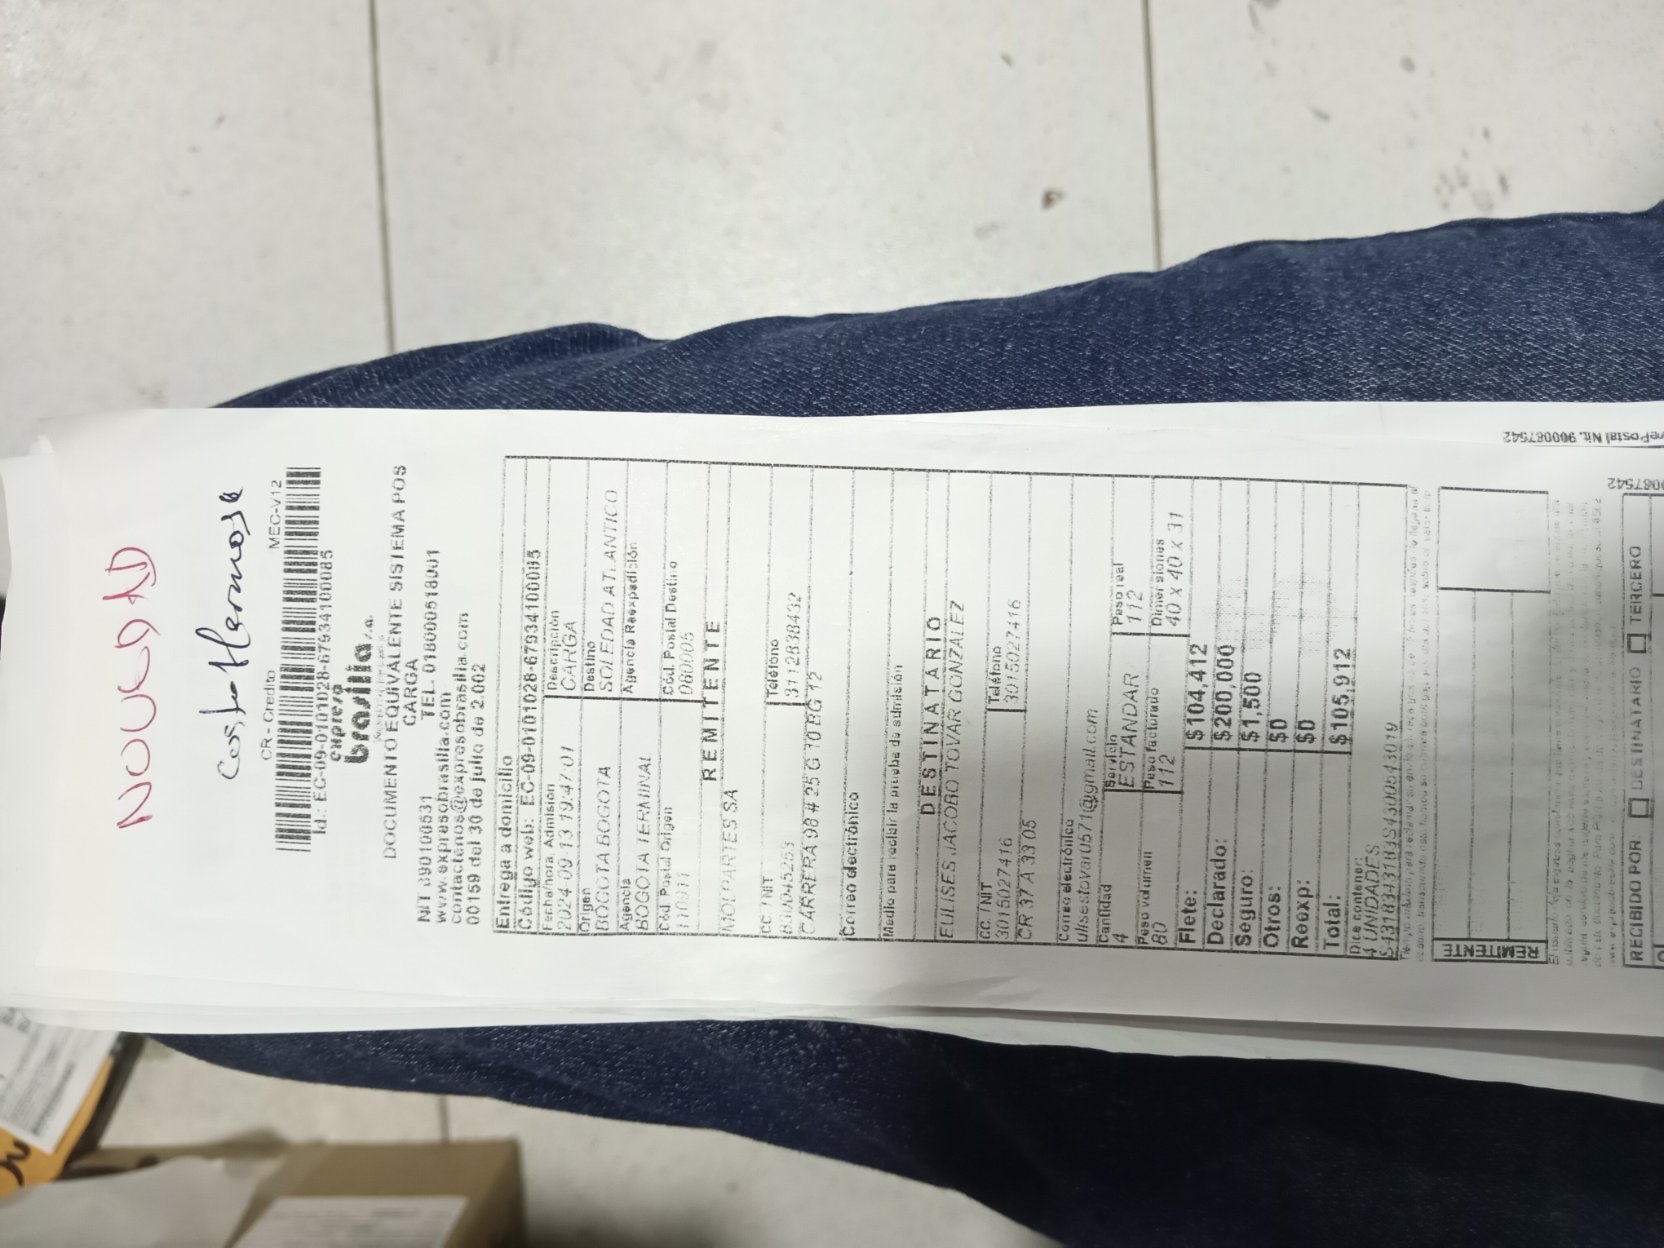 NOVEDAD
Costa Hermosa
CR - Credito MEC-V12
Id.: EC-09-0101028-67934100085
expreso
brasilia s.a.
DOCUMENTO EQUIVALENTE SISTEMA POS
CARGA
NIT 890100531 TEL. 018000518001
www.expresobrasilia.com
contactenos@expresobrasilia.com
00159 del 30 de julio de 2.002
Entrega a domicilio
Código web: EC-09-0101028-67934100085
Fecha/hora Admisión Descripción
2024 09 13 19:47:01 CARGA
Origen Destino
BOGOTA BOGOTA SOLEDAD ATLANTICO
Agencia Agencia Reexpedición
BOGOTA TERMINAL
Cód. Postal Origen Cód. Postal Destino
REMITENTE
MOLPARTES SA
CC / NIT Teléfono
830045253 3112838432
CARRERA 98 # 25 G 10 BG 12
Correo electrónico
Medio para recibir la prueba de admisión
DESTINATARIO
EULISES JACOBO TOVAR GONZALEZ
CC / NIT Teléfono
3015027416 3015027416
CR 37 A 33 05
Correo electrónico
ulisestovar0571@gmail.com
Cantidad Servicio Peso real
4 ESTANDAR 112
Peso volumen Peso facturado Dimensiones
80 112 40 x 40 x 31
Flete: $104,412
Declarado: $200,000
Seguro: $1,500
Otros: $0
Reexp: $0
Total: $105,912
Dice contener:
4 UNIDADES
REMITENTE
RECIBIDO POR: DESTINATARIO TERCERO
rePostal Nit. 900087542
0087542